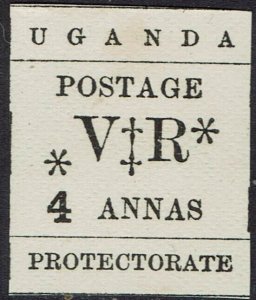 UGANDA
POSTAGE
*V‡R*
4 ANNAS
PROTECTORATE